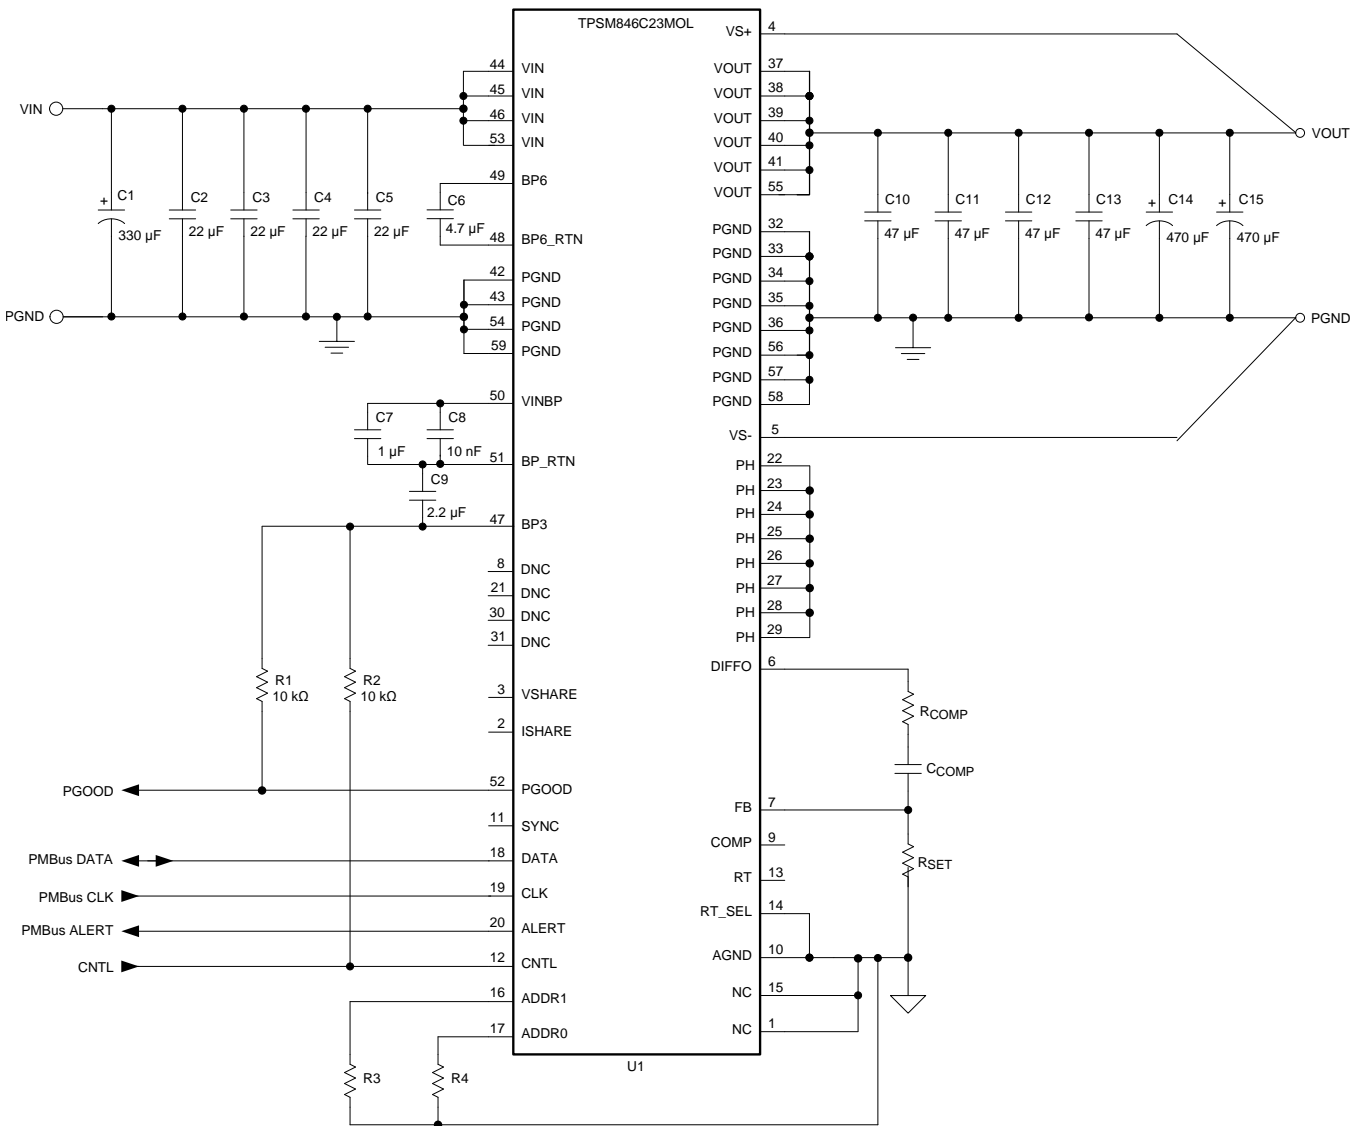 TPSM846C23MOL
VS+ 4
44 VIN
VOUT 37
45 VIN
VOUT 38
VIN
46 VIN
VOUT 39
53 VIN
VOUT 40
VOUT
VOUT 41
49 BP6
VOUT 55
+ C1
330 µF
C2
22 µF
C3
22 µF
C4
22 µF
C5
22 µF
C6
4.7 µF
C10
47 µF
C11
47 µF
C12
47 µF
C13
47 µF
+ C14
470 µF
+ C15
470 µF
48 BP6_RTN
PGND 32
PGND 33
42 PGND
PGND 34
43 PGND
PGND 35
PGND
54 PGND
PGND 36
PGND
59 PGND
PGND 56
PGND 57
50 VINBP
PGND 58
C7
1 µF
C8
10 nF
VS- 5
51 BP_RTN
PH 22
C9
2.2 µF
PH 23
47 BP3
PH 24
PH 25
8 DNC
PH 26
21 DNC
PH 27
30 DNC
PH 28
31 DNC
PH 29
DIFFO 6
R1
10 kΩ
R2
10 kΩ
3 VSHARE
RCOMP
2 ISHARE
CCOMP
PGOOD
52 PGOOD
FB 7
11 SYNC
COMP 9
PMBus DATA
18 DATA
RSET
RT 13
PMBus CLK
19 CLK
RT_SEL 14
PMBus ALERT
20 ALERT
AGND 10
CNTL
12 CNTL
NC 15
16 ADDR1
NC 1
17 ADDR0
U1
R3
R4